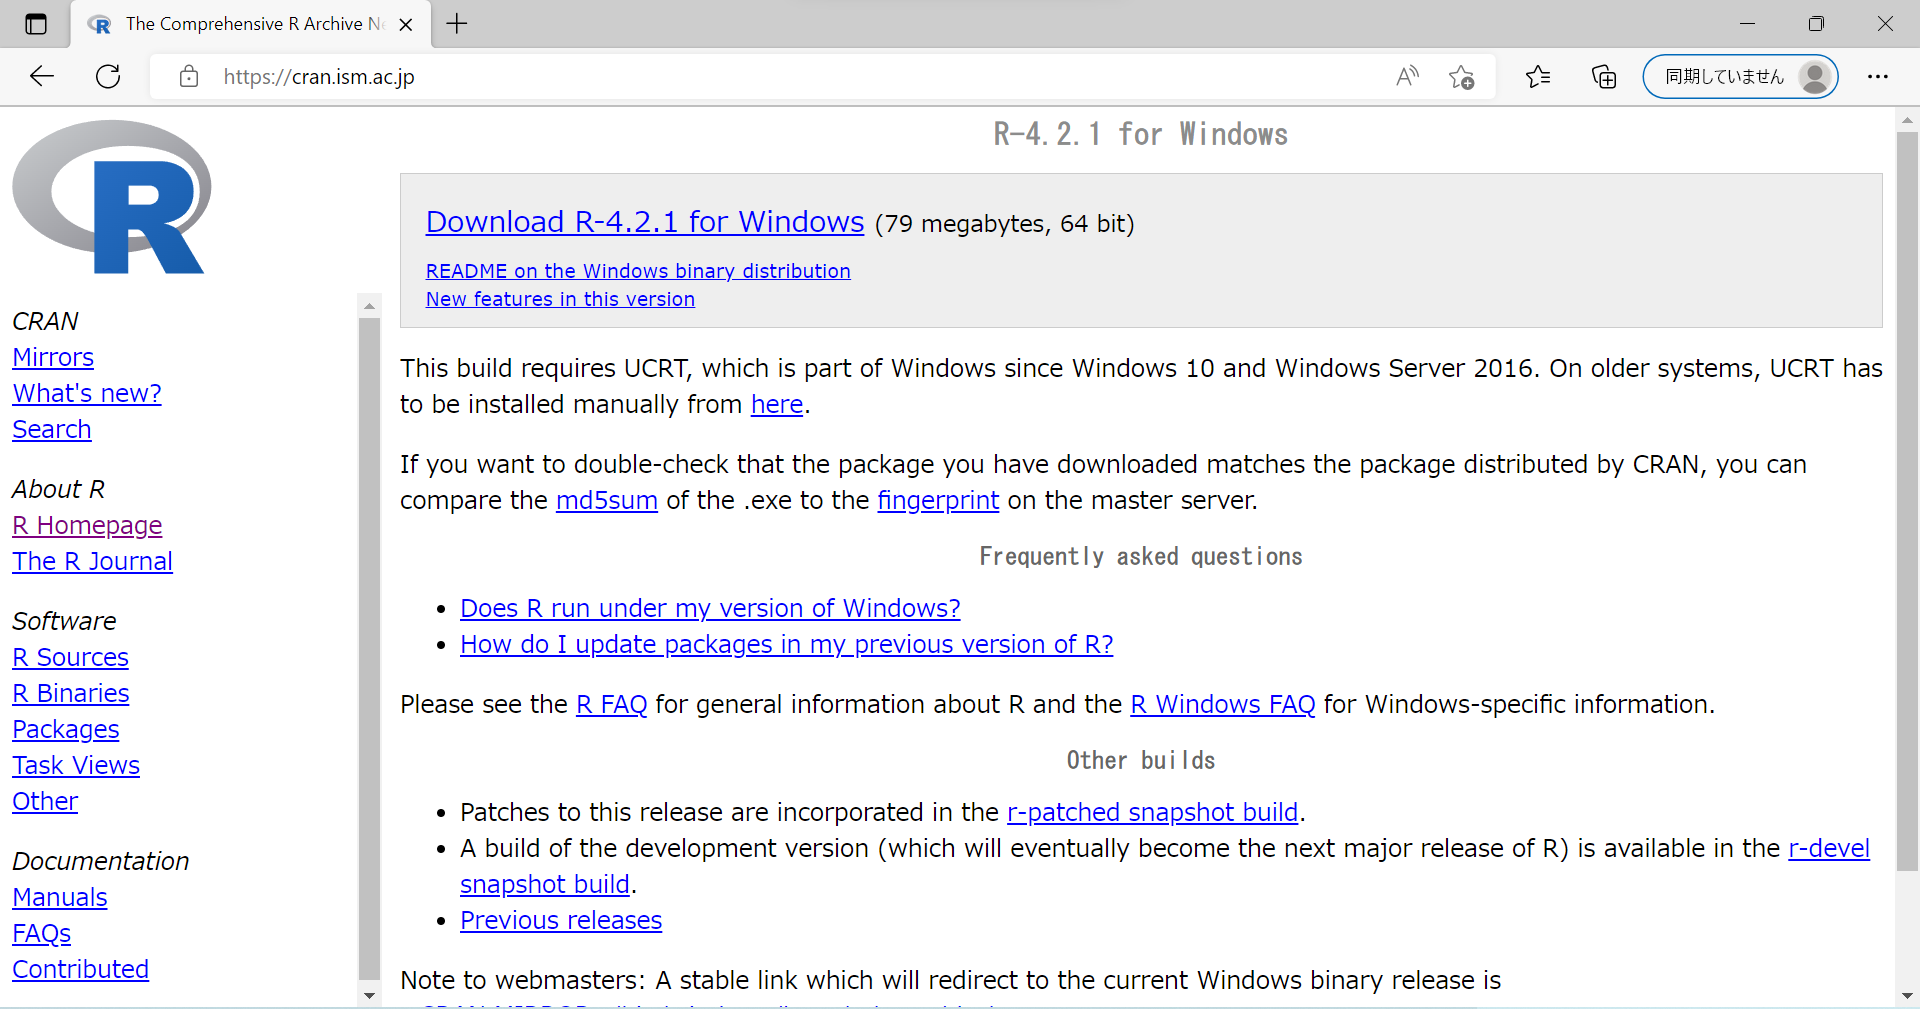 The Comprehensive R Archive Ne
https://cran.ism.ac.jp
同期していません
R
CRAN
Mirrors
What's new?
Search
About R
R Homepage
The R Journal
Software
R Sources
R Binaries
Packages
Task Views
Other
Documentation
Manuals
FAQs
Contributed
R-4.2.1 for Windows
Download R-4.2.1 for Windows (79 megabytes, 64 bit)
README on the Windows binary distribution
New features in this version
This build requires UCRT, which is part of Windows since Windows 10 and Windows Server 2016. On older systems, UCRT has
to be installed manually from here.
If you want to double-check that the package you have downloaded matches the package distributed by CRAN, you can
compare the md5sum of the .exe to the fingerprint on the master server.
Frequently asked questions
• Does R run under my version of Windows?
• How do I update packages in my previous version of R?
Please see the R FAQ for general information about R and the R Windows FAQ for Windows-specific information.
Other builds
• Patches to this release are incorporated in the r-patched snapshot build.
• A build of the development version (which will eventually become the next major release of R) is available in the r-devel
snapshot build.
• Previous releases
Note to webmasters: A stable link which will redirect to the current Windows binary release is